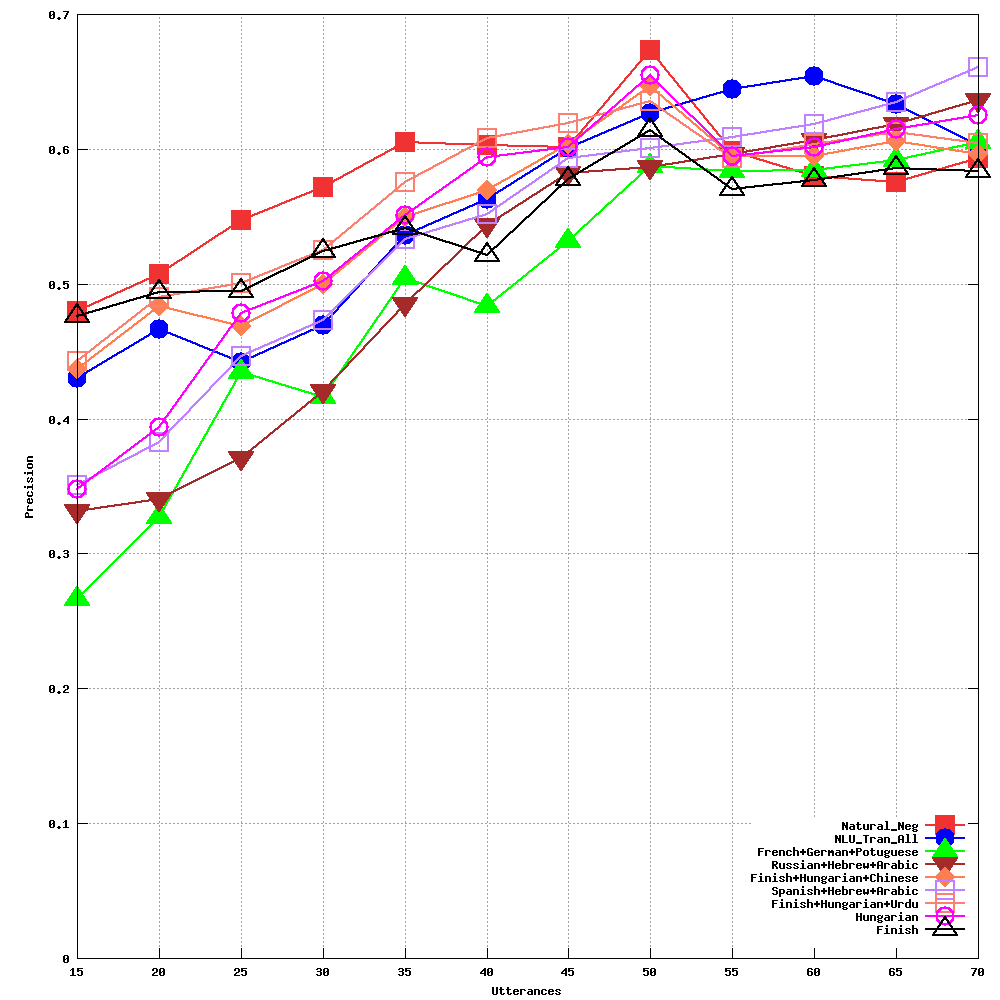 0.7
0.6
0.5
0.4
0.3
0.2
0.1
0
Precision
15 20 25 30 35 40 45 50 55 60 65 70
Utterances
Natural_Neg
NLU_Tran_All
French+German+Potuguese
Russian+Hebrew+Arabic
Finish+Hungarian+Chinese
Spanish+Hebrew+Arabic
Finish+Hungarian+Urdu
Hungarian
Finish